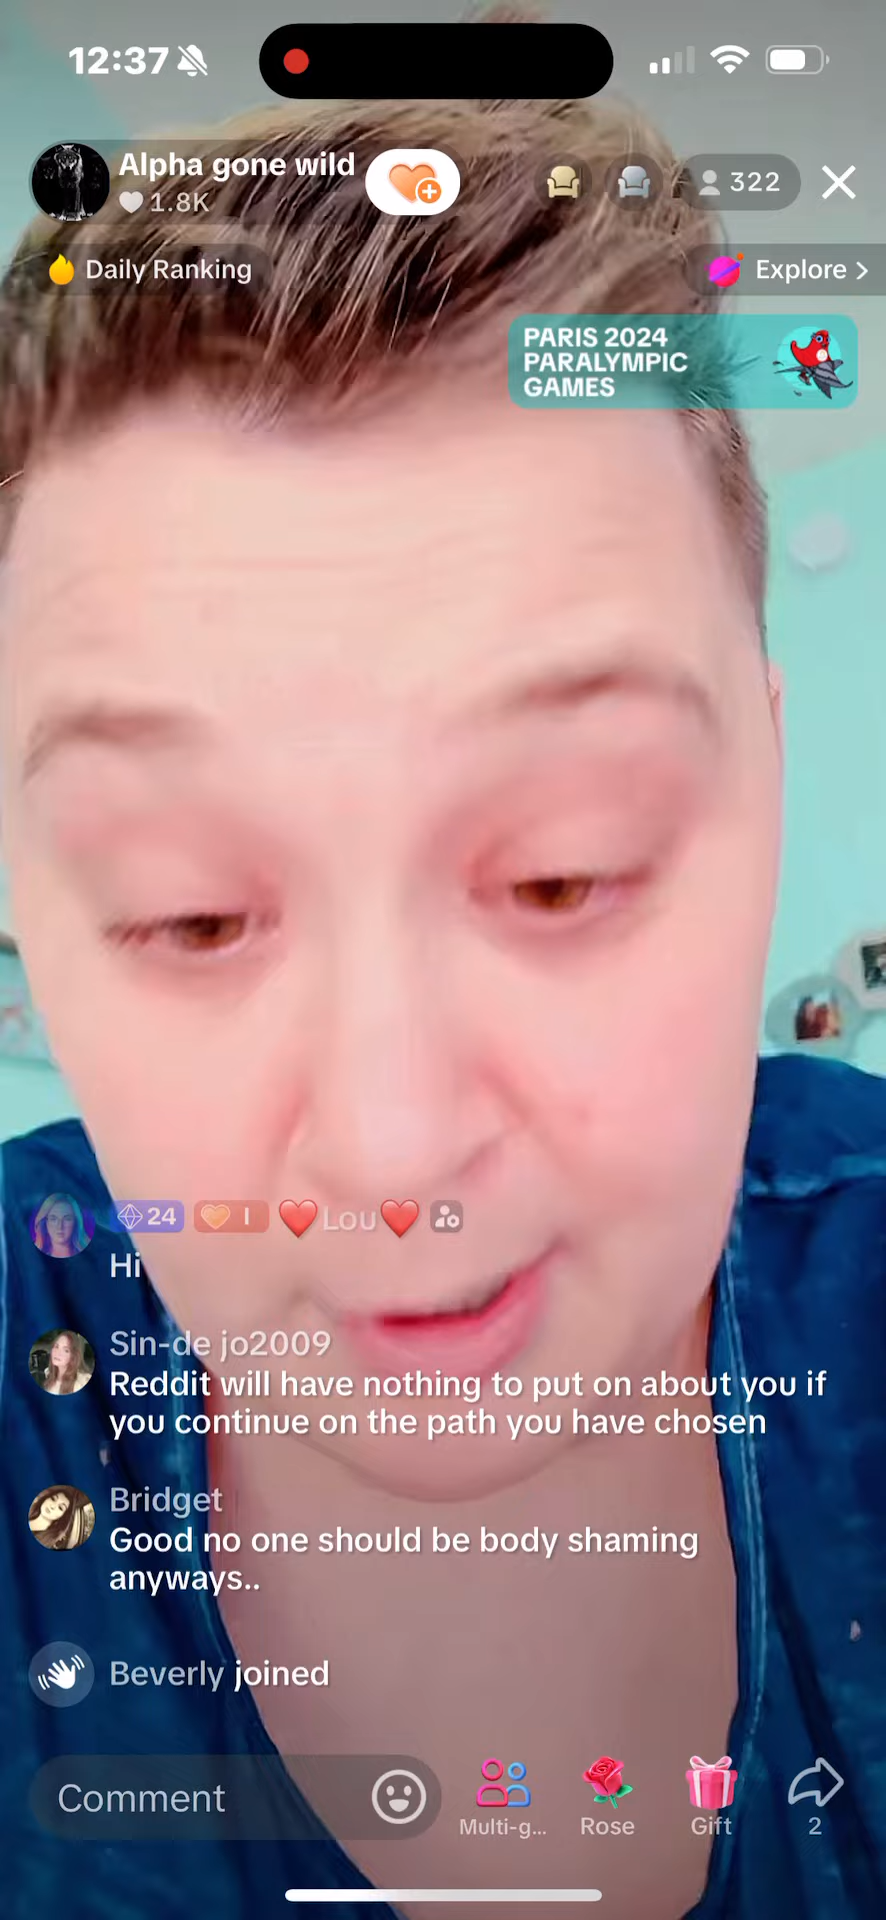 12:37
Alpha gone wild
1.8K
322
Daily Ranking
Explore >
PARIS 2024
PARALYMPIC
GAMES
24 I ❤️Lou❤️
Hi
Sin-de jo2009
Reddit will have nothing to put on about you if
you continue on the path you have chosen
Bridget
Good no one should be body shaming
anyways..
Beverly joined
Comment
Multi-g...
Rose
Gift
2